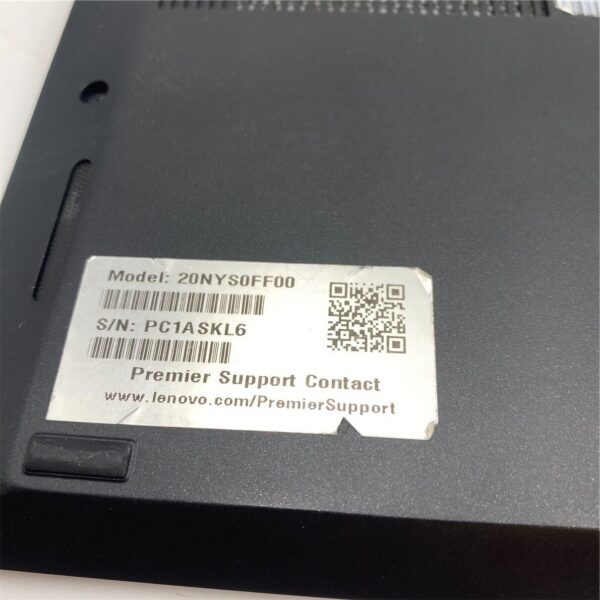 Model: 20NYS0FF00
S/N: PC1ASKL6
Premier Support Contact
www.lenovo.com/PremierSupport